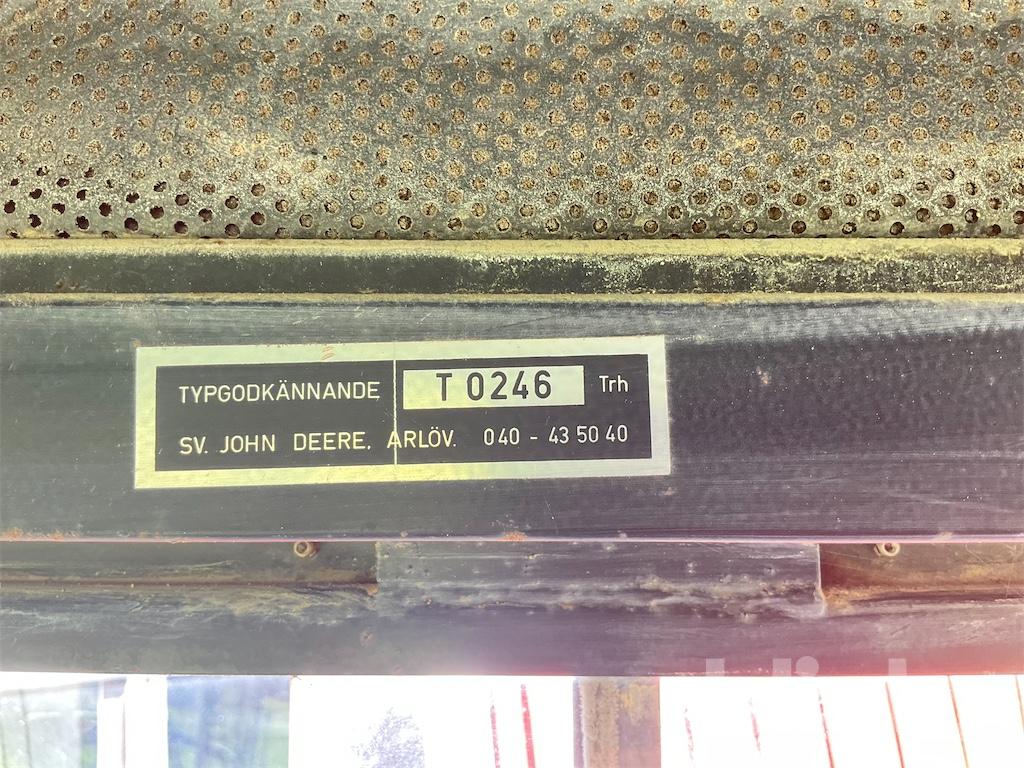 TYPGODKÄNNANDE T 0246 Trh
SV. JOHN DEERE. ARLÖV. 040 - 43 50 40